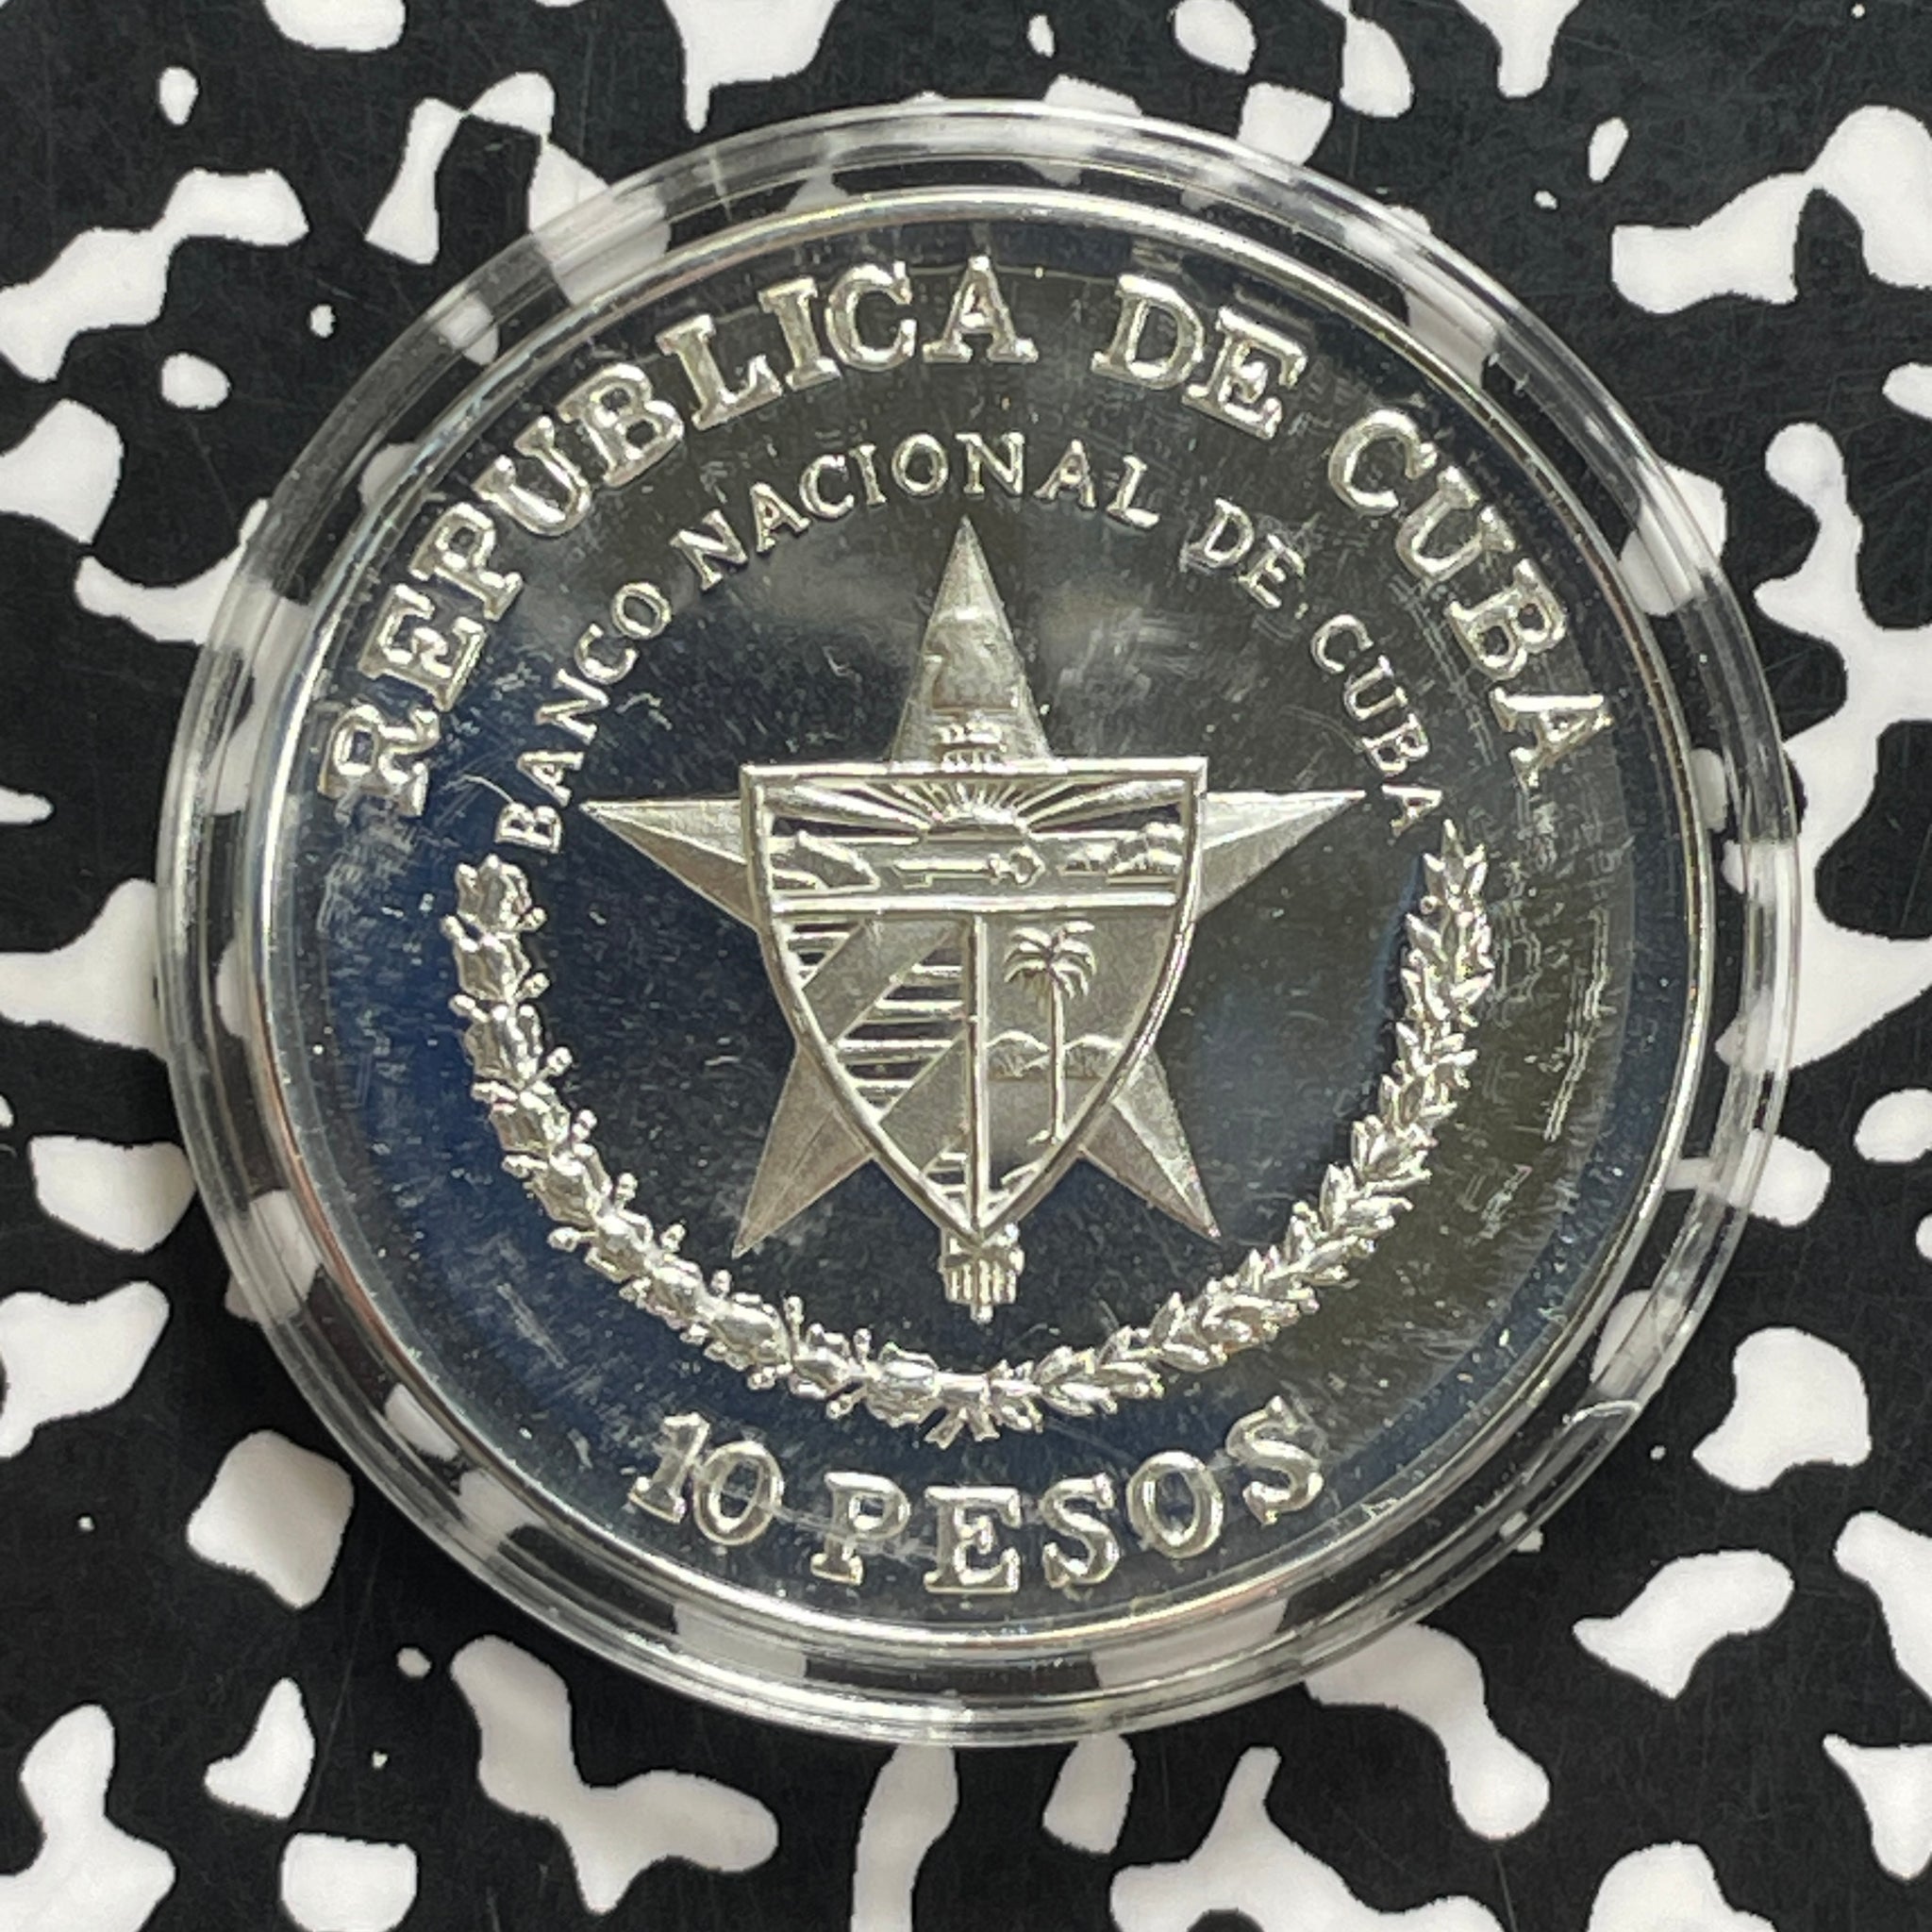 REPUBLICA DE CUBA
BANCO NACIONAL DE CUBA
10 PESOS